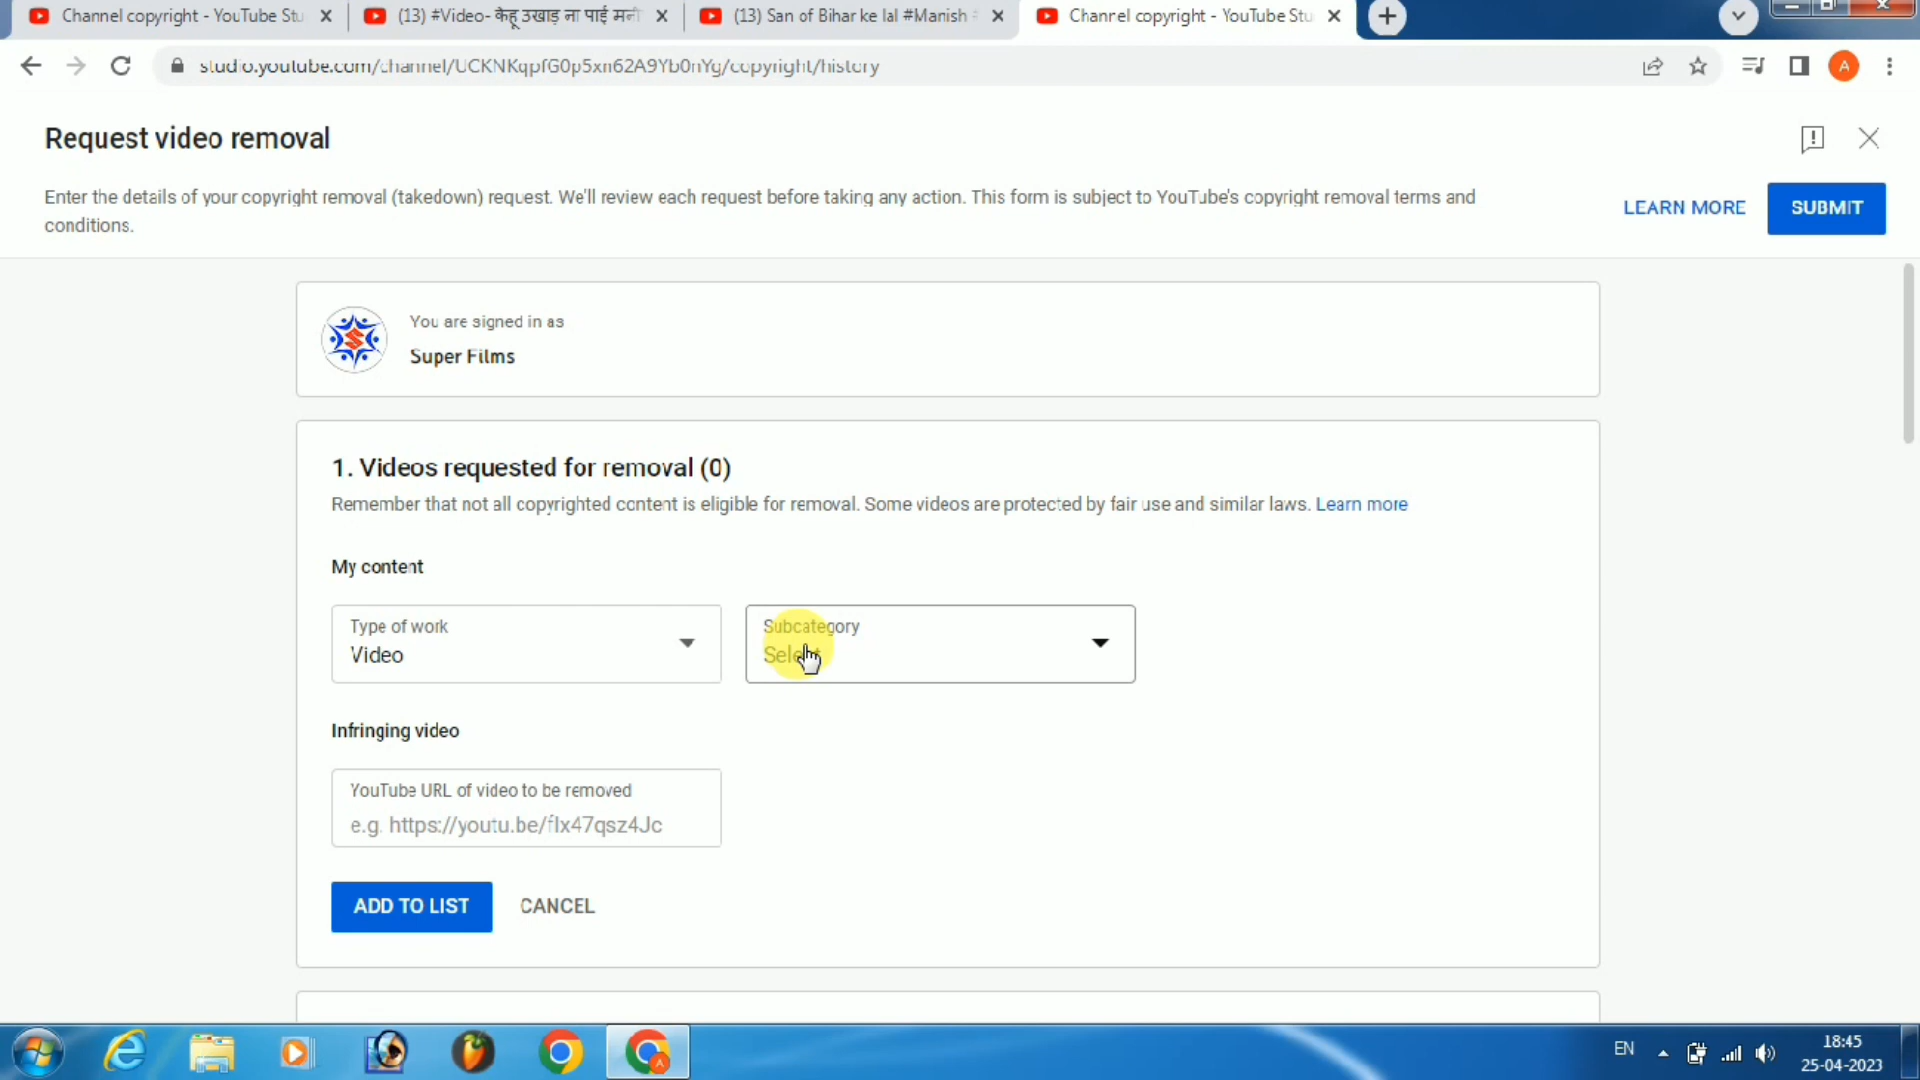 Channel copyright - YouTube Stu
(13) #Video- केहू उखाड़ ना पाई मनी
(13) San of Bihar ke lal #Manish
Channel copyright - YouTube Stu
studio.youtube.com/channel/UCKNKqpfG0p5xn62A9Yb0nYg/copyright/history
A
Request video removal
Enter the details of your copyright removal (takedown) request. We'll review each request before taking any action. This form is subject to YouTube's copyright removal terms and
conditions.
LEARN MORE
SUBMIT
You are signed in as
Super Films
1. Videos requested for removal (0)
Remember that not all copyrighted content is eligible for removal. Some videos are protected by fair use and similar laws. Learn more
My content
Type of work
Video
Subcategory
Select
Infringing video
YouTube URL of video to be removed
e.g. https://youtu.be/fIx47qsz4Jc
ADD TO LIST
CANCEL
EN
18:45
25-04-2023